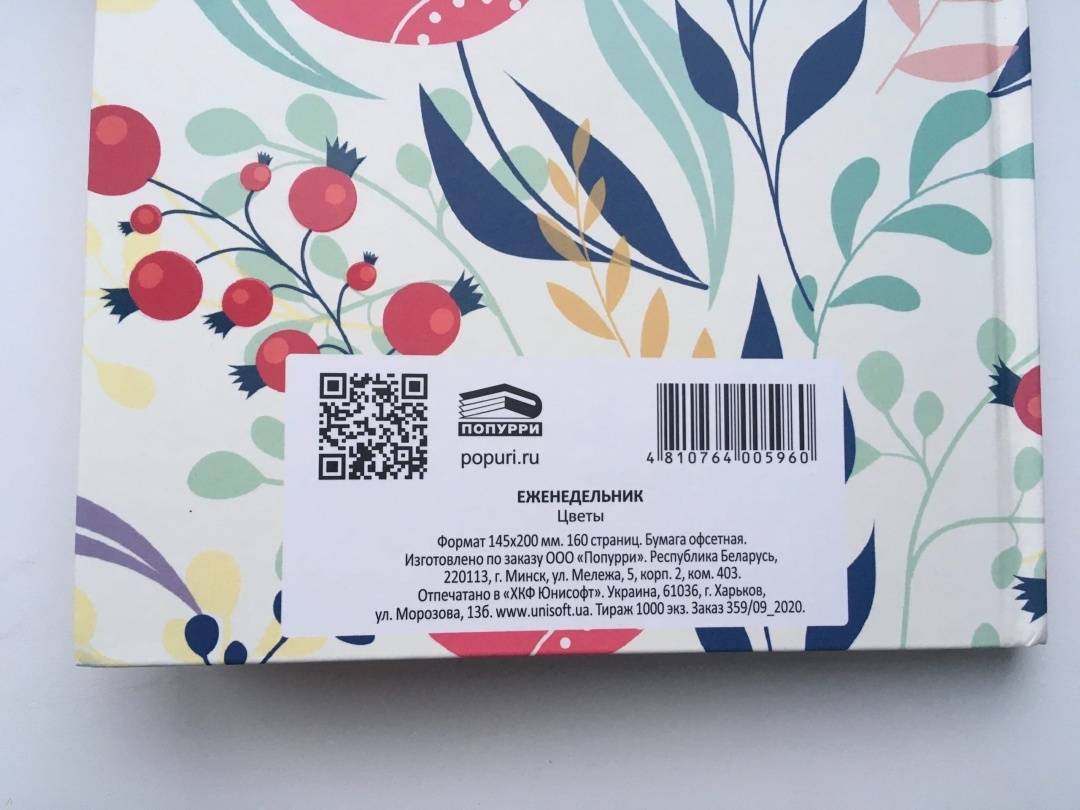 ПОПУРРИ
popuri.ru
4 810764 005960
ЕЖЕНЕДЕЛЬНИК
Цветы
Формат 145х200 мм. 160 страниц. Бумага офсетная.
Изготовлено по заказу ООО «Попурри». Республика Беларусь,
220113, г. Минск, ул. Мележа, 5, корп. 2, ком. 403.
Отпечатано в «ХКФ Юнисофт». Украина, 61036, г. Харьков,
ул. Морозова, 13б. www.unisoft.ua. Тираж 1000 экз. Заказ 359/09_2020.